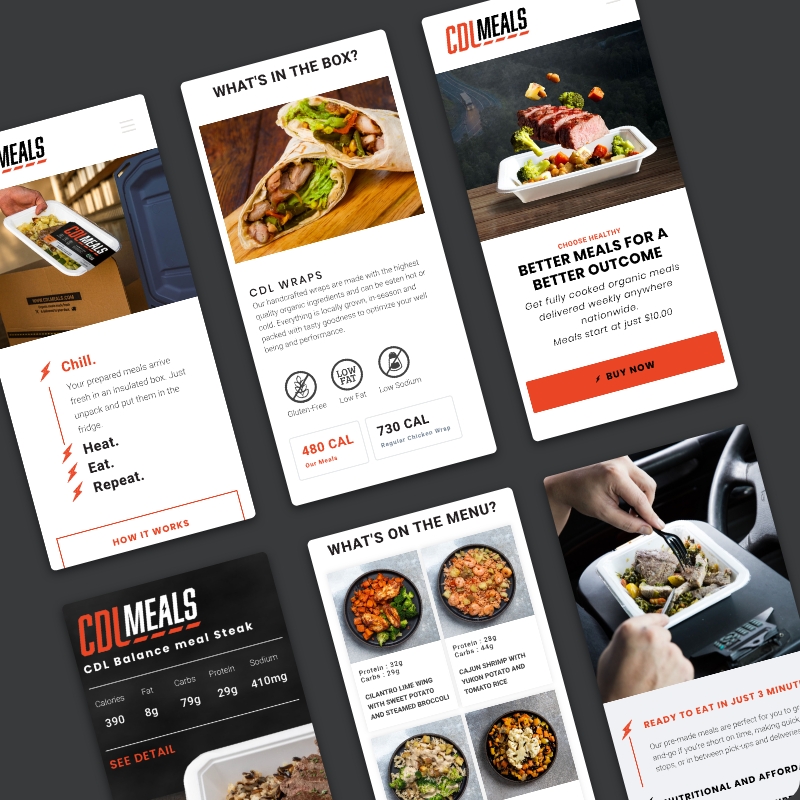 MEALS
CDLMEALS
WWW.CDLMEALS.COM
Chill.
Your prepared meals arrive
fresh in an insulated box. Just
unpack and put them in the
fridge.
Heat.
Eat.
Repeat.
HOW IT WORKS
WHAT'S IN THE BOX?
CDL WRAPS
Our handcrafted wraps are made with the highest
quality organic ingredients and can be eaten hot or
cold. Everything is locally grown, in-season and
packed with tasty goodness to optimize your well
being and performance.
LOW
FAT
Gluten-Free
Low Fat
Low Sodium
480 CAL
Our Meals
730 CAL
Regular Chicken Wrap
CDLMEALS
CHOOSE HEALTHY
BETTER MEALS FOR A
BETTER OUTCOME
Get fully cooked organic meals
delivered weekly anywhere
nationwide.
Meals start at just $10.00
BUY NOW
CDLMEALS
CDL Balance meal Steak
Calories Fat Carbs Protein Sodium
390 8g 79g 29g 410mg
SEE DETAIL
WHAT'S ON THE MENU?
Protein : 32g
Carbs : 29g
CILANTRO LIME WING
WITH SWEET POTATO
AND STEAMED BROCCOLI
Protein : 28g
Carbs : 44g
CAJUN SHRIMP WITH
YUKON POTATO AND
TOMATO RICE
READY TO EAT IN JUST 3 MINUT
Our pre-made meals are perfect for you to gr
and-go if you're short on time, making quick
stops, or in between pick-ups and deliveries
NUTRITIONAL AND AFFORDA